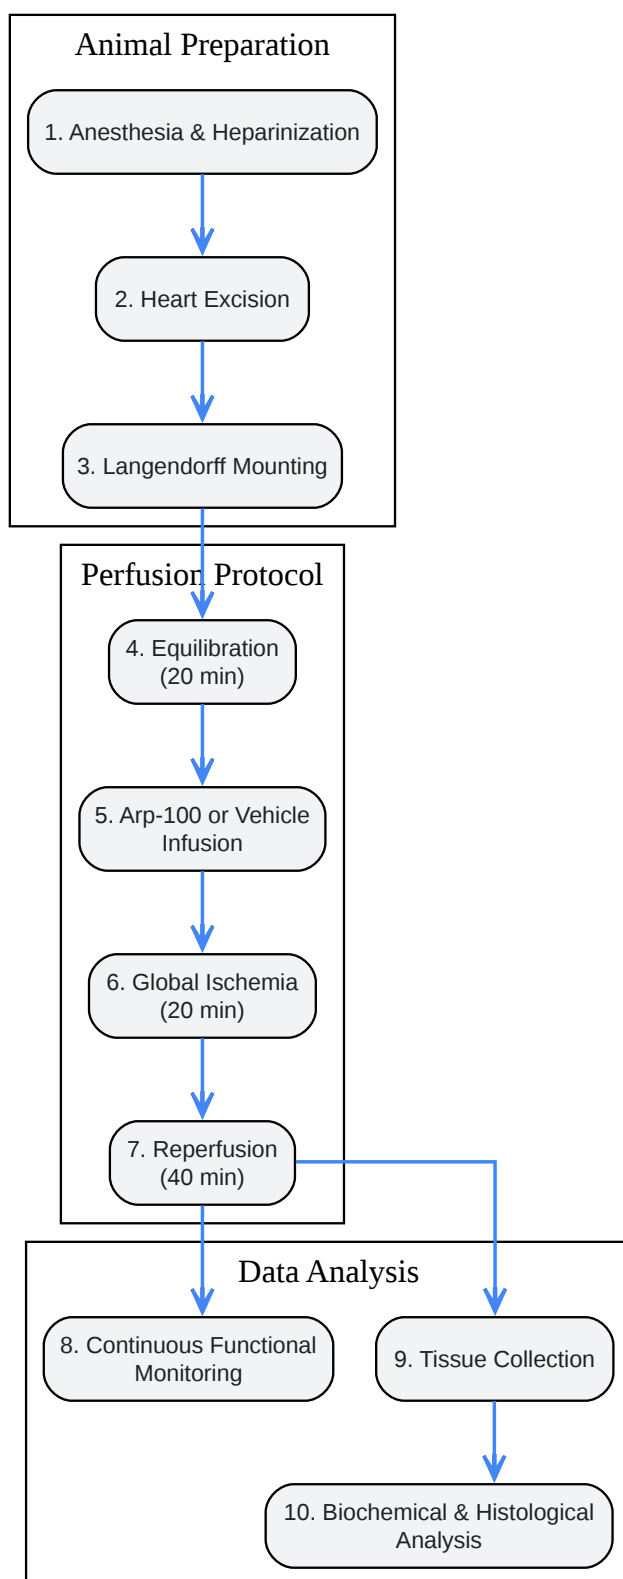 Animal Preparation
1. Anesthesia & Heparinization
2. Heart Excision
3. Langendorff Mounting
Perfusion Protocol
4. Equilibration
(20 min)
5. Arp-100 or Vehicle
Infusion
6. Global Ischemia
(20 min)
7. Reperfusion
(40 min)
Data Analysis
8. Continuous Functional
Monitoring
9. Tissue Collection
10. Biochemical & Histological
Analysis